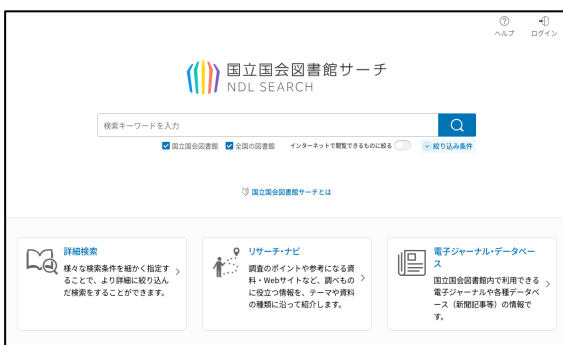 ヘルプ ログイン
国立国会図書館サーチ
NDL SEARCH
検索キーワードを入力
国立国会図書館 全国の図書館 インターネットで閲覧できるものに絞る 絞り込み条件
国立国会図書館サーチとは
詳細検索
様々な検索条件を細かく指定す
ることで、より詳細に絞り込ん
だ検索をすることができます。
リサーチ・ナビ
調査のポイントや参考になる資
料・Webサイトなど、調べもの
に役立つ情報を、テーマや資料
の種類に沿って紹介します。
電子ジャーナル・データベー
ス
国立国会図書館内で利用できる
電子ジャーナルや各種データベ
ース（新聞記事等）の情報で
す。